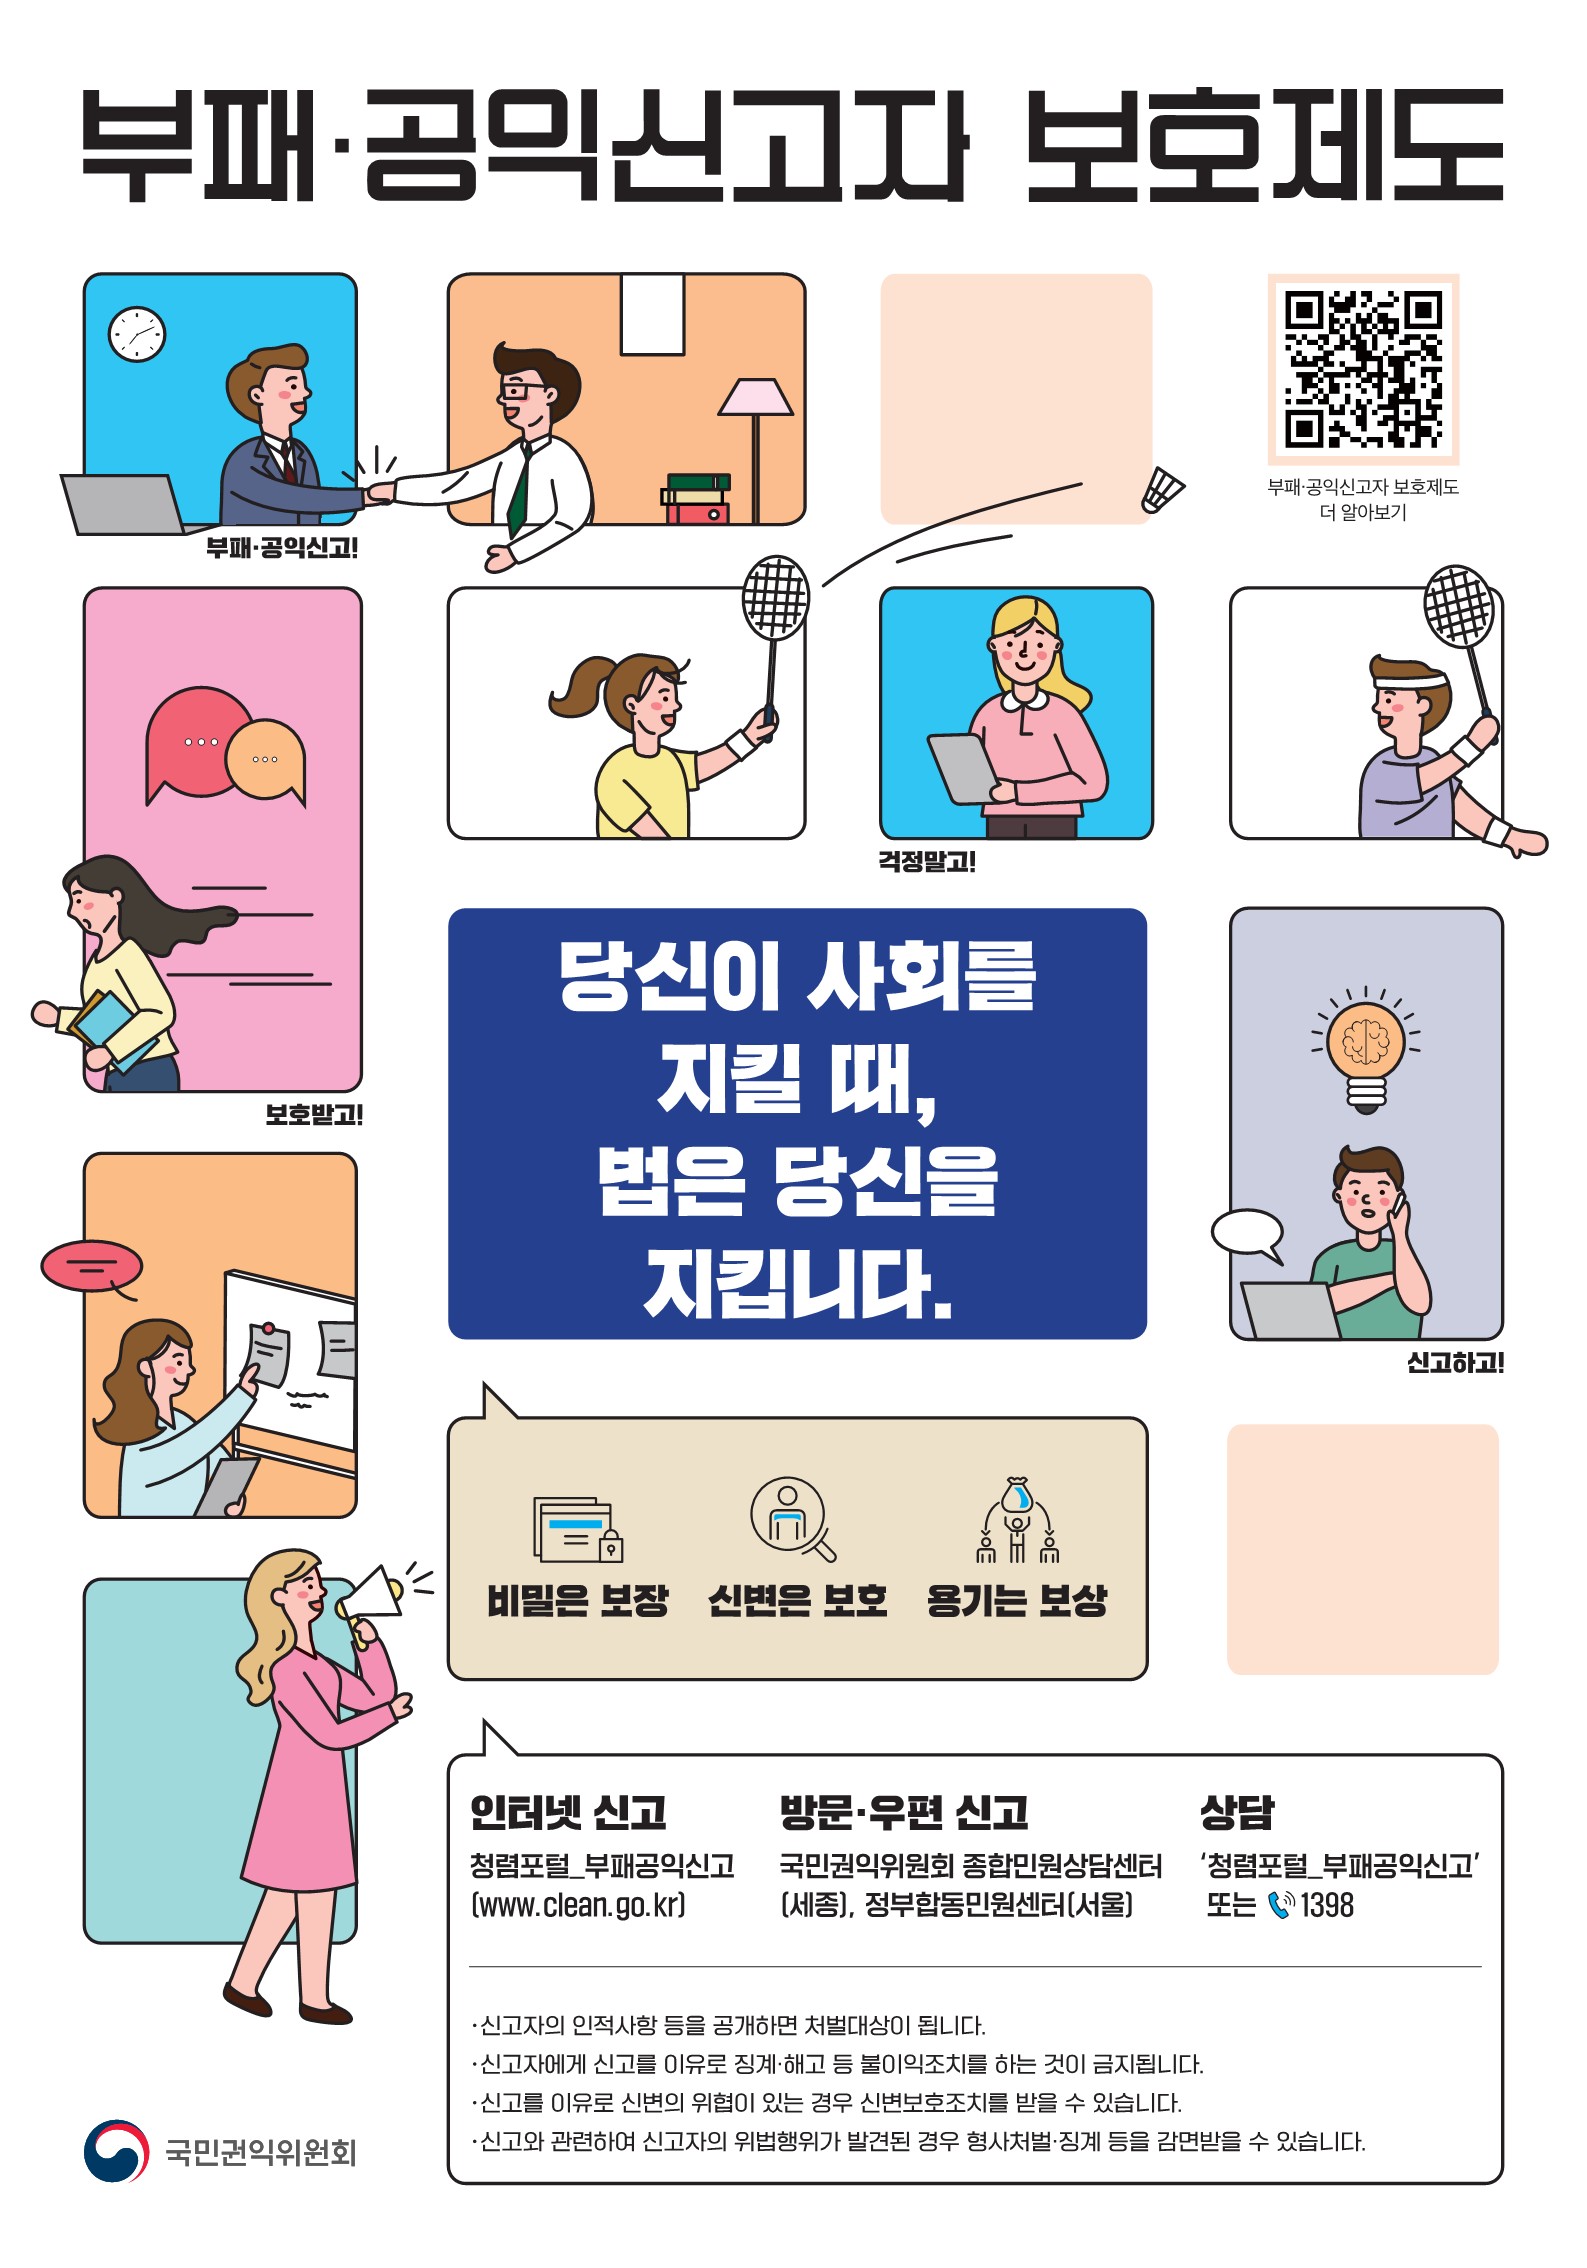 부패·공익신고자 보호제도
부패·공익신고자 보호제도
더 알아보기
부패·공익신고!
걱정말고!
보호받고!
당신이 사회를
지킬 때,
법은 당신을
지킵니다.
신고하고!
비밀은 보장
신변은 보호
용기는 보상
인터넷 신고
청렴포털_부패공익신고
(www.clean.go.kr)
방문·우편 신고
국민권익위원회 종합민원상담센터
(세종), 정부합동민원센터(서울)
상담
‘청렴포털_부패공익신고’
또는 1398
·신고자의 인적사항 등을 공개하면 처벌대상이 됩니다.
·신고자에게 신고를 이유로 징계·해고 등 불이익조치를 하는 것이 금지됩니다.
·신고를 이유로 신변의 위협이 있는 경우 신변보호조치를 받을 수 있습니다.
·신고와 관련하여 신고자의 위법행위가 발견된 경우 형사처벌·징계 등을 감면받을 수 있습니다.
국민권익위원회